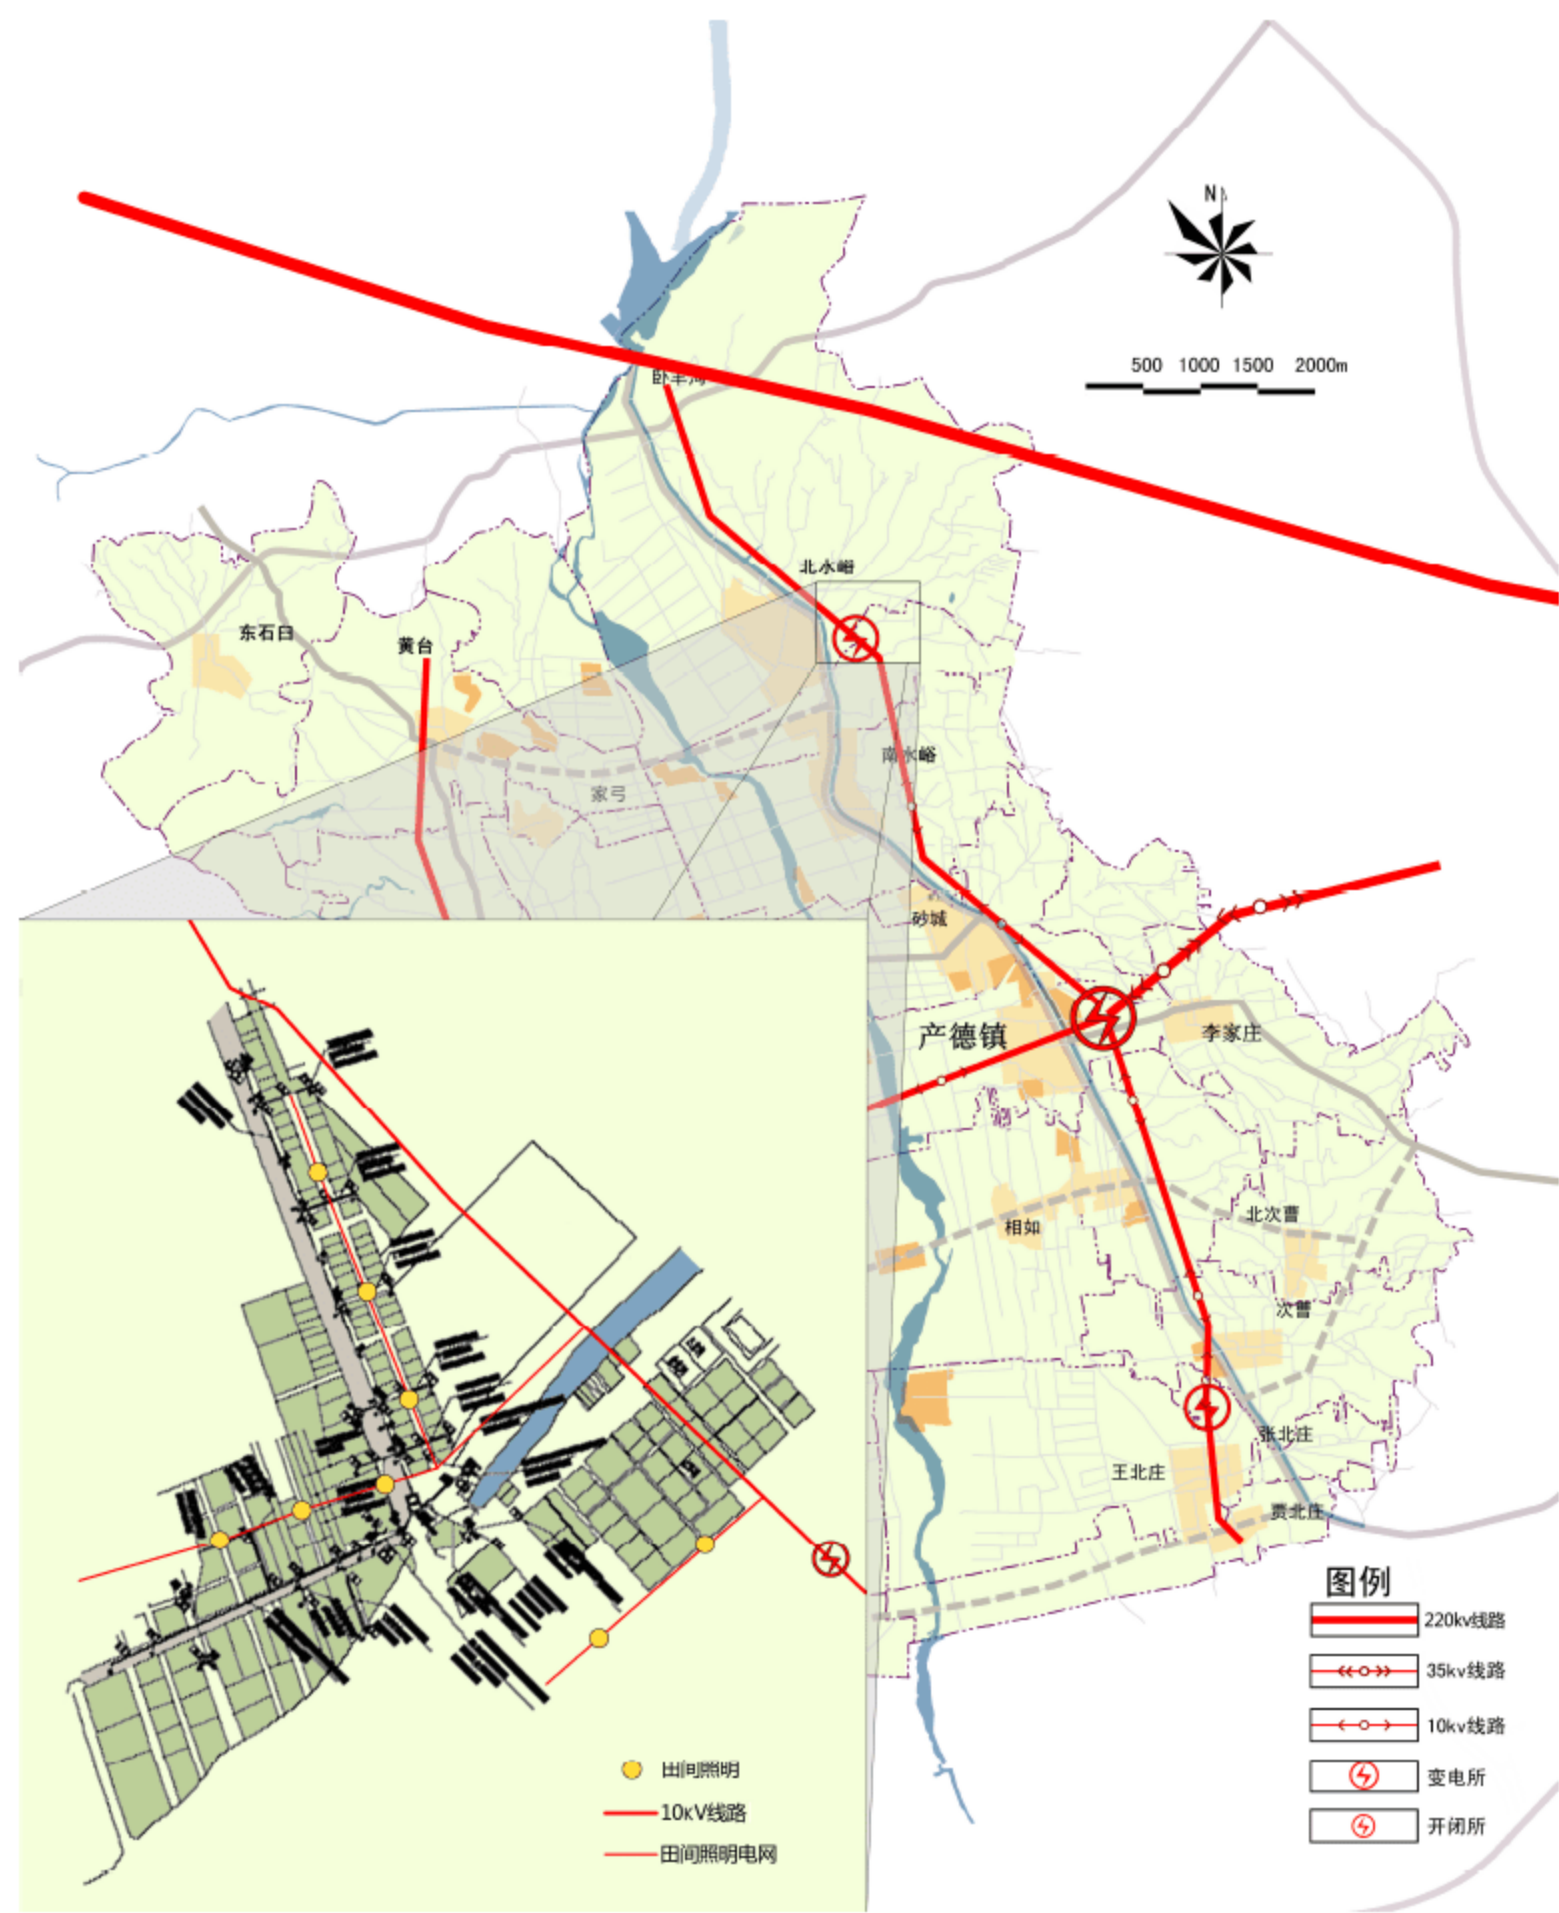 N
500 1000 1500 2000m
北水峪
东石臼
黄台
南水峪
家弓
砂城
产德镇
李家庄
相如
北次曹
次曹
张北庄
王北庄
贾北庄
图例
220kv线路
35kv线路
10kv线路
变电所
开闭所
田间照明
10KV线路
田间照明电网